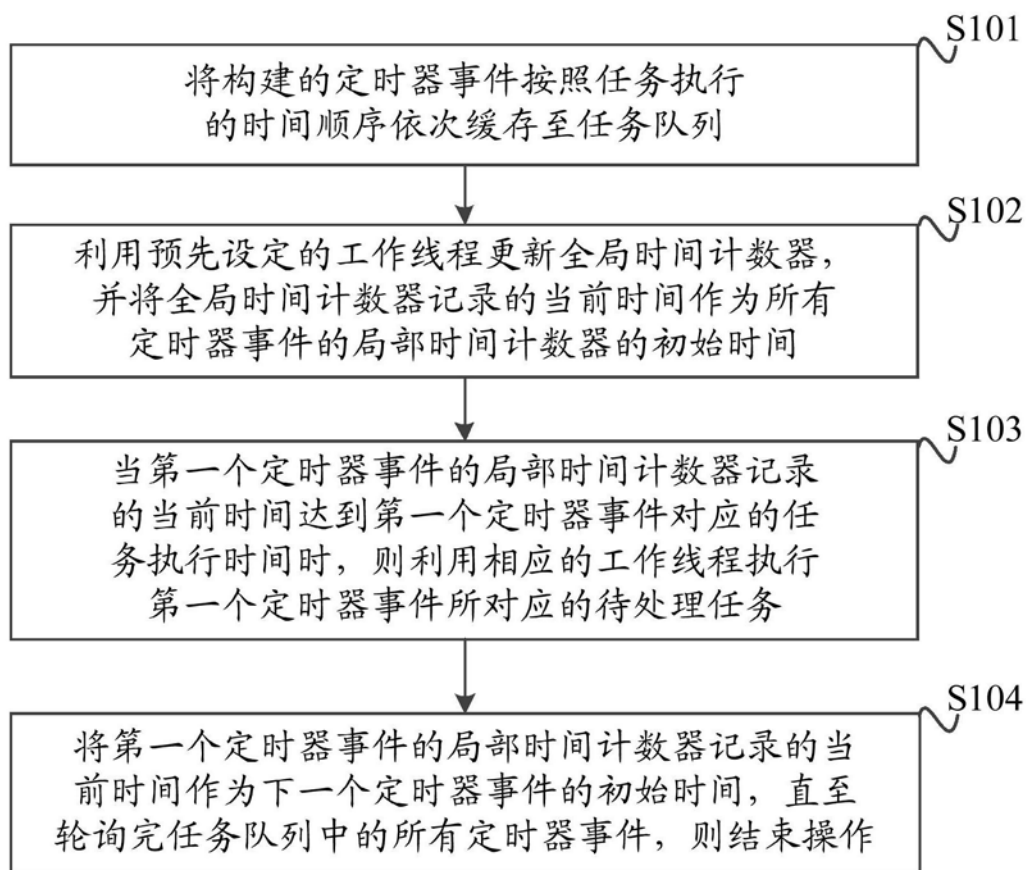 S101
将构建的定时器事件按照任务执行
的时间顺序依次缓存至任务队列
S102
利用预先设定的工作线程更新全局时间计数器，
并将全局时间计数器记录的当前时间作为所有
定时器事件的局部时间计数器的初始时间
S103
当第一个定时器事件的局部时间计数器记录
的当前时间达到第一个定时器事件对应的任
务执行时间时，则利用相应的工作线程执行
第一个定时器事件所对应的待处理任务
S104
将第一个定时器事件的局部时间计数器记录的当
前时间作为下一个定时器事件的初始时间，直至
轮询完任务队列中的所有定时器事件，则结束操作